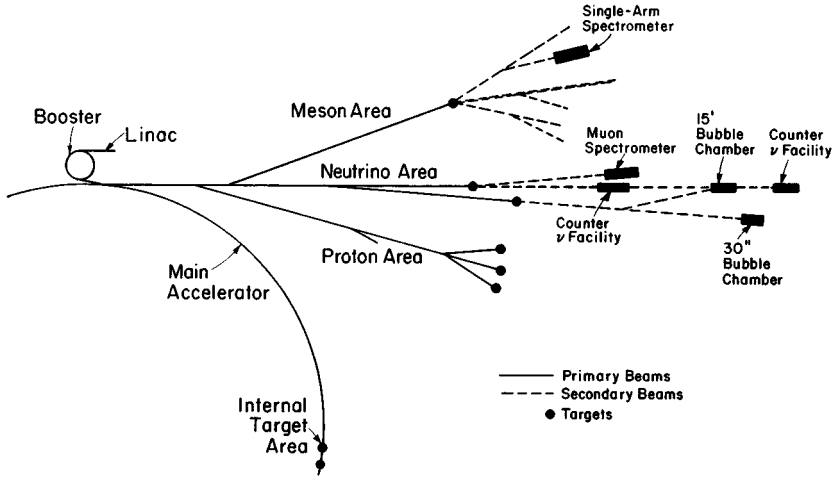 Single-Arm
Spectrometer
Meson Area
Booster
Linac
Muon
Spectrometer
15'
Bubble
Chamber
Counter
ν Facility
Neutrino Area
Counter
ν Facility
30"
Bubble
Chamber
Proton Area
Main
Accelerator
Internal
Target
Area
Primary Beams
Secondary Beams
Targets